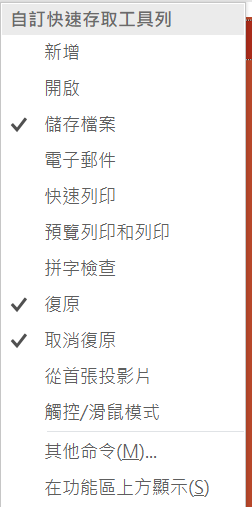 自訂快速存取工具列
新增
開啟
儲存檔案
電子郵件
快速列印
預覽列印和列印
拼字檢查
復原
取消復原
從首張投影片
觸控/滑鼠模式
其他命令(M)...
在功能區上方顯示(S)